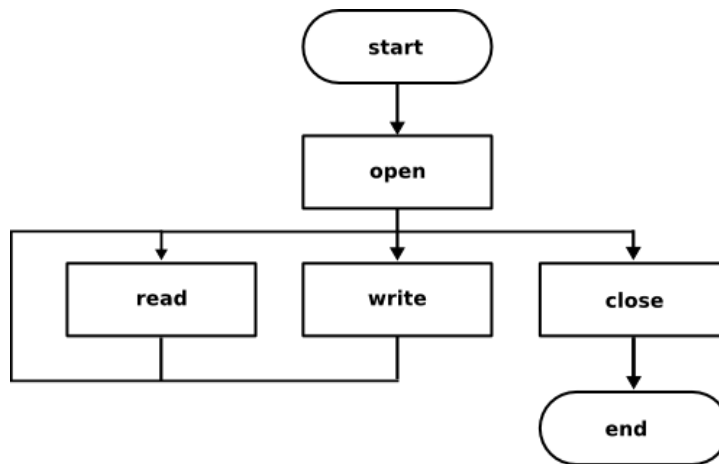 start
open
read
write
close
end